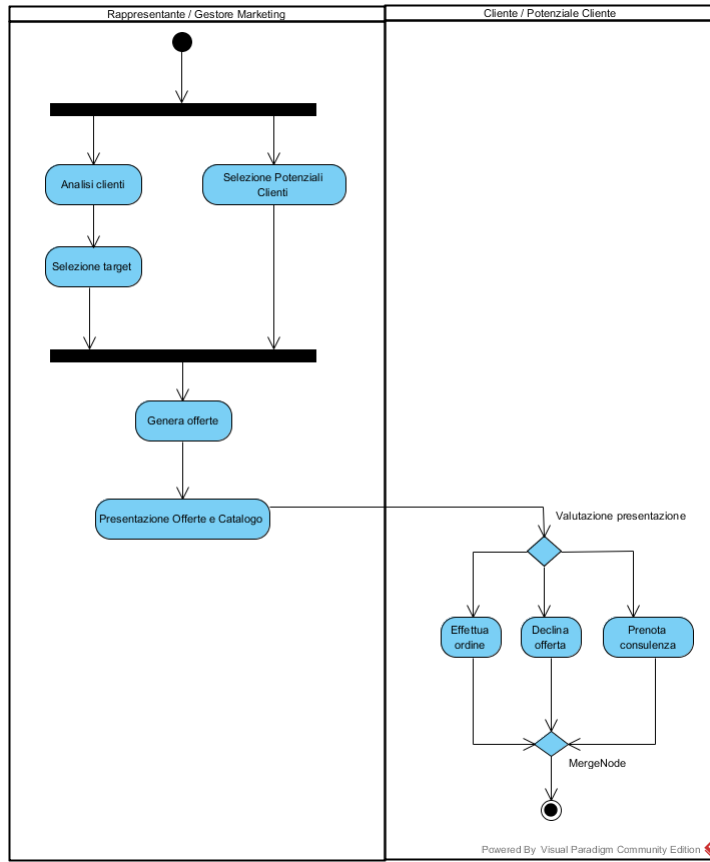 Rappresentante / Gestore Marketing
Cliente / Potenziale Cliente
Analisi clienti
Selezione Potenziali
Clienti
Selezione target
Genera offerte
Presentazione Offerte e Catalogo
Valutazione presentazione
Effettua
ordine
Declina
offerta
Prenota
consulenza
MergeNode
Powered By Visual Paradigm Community Edition